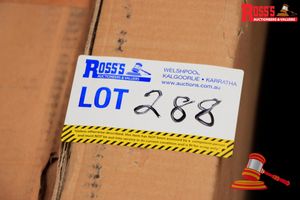 ROSS'S
AUCTIONEERS & VALUERS
ROSS'S
AUCTIONEERS & VALUERS
WELSHPOOL
KALGOORLIE • KARRATHA
www.auctions.com.au
LOT 288